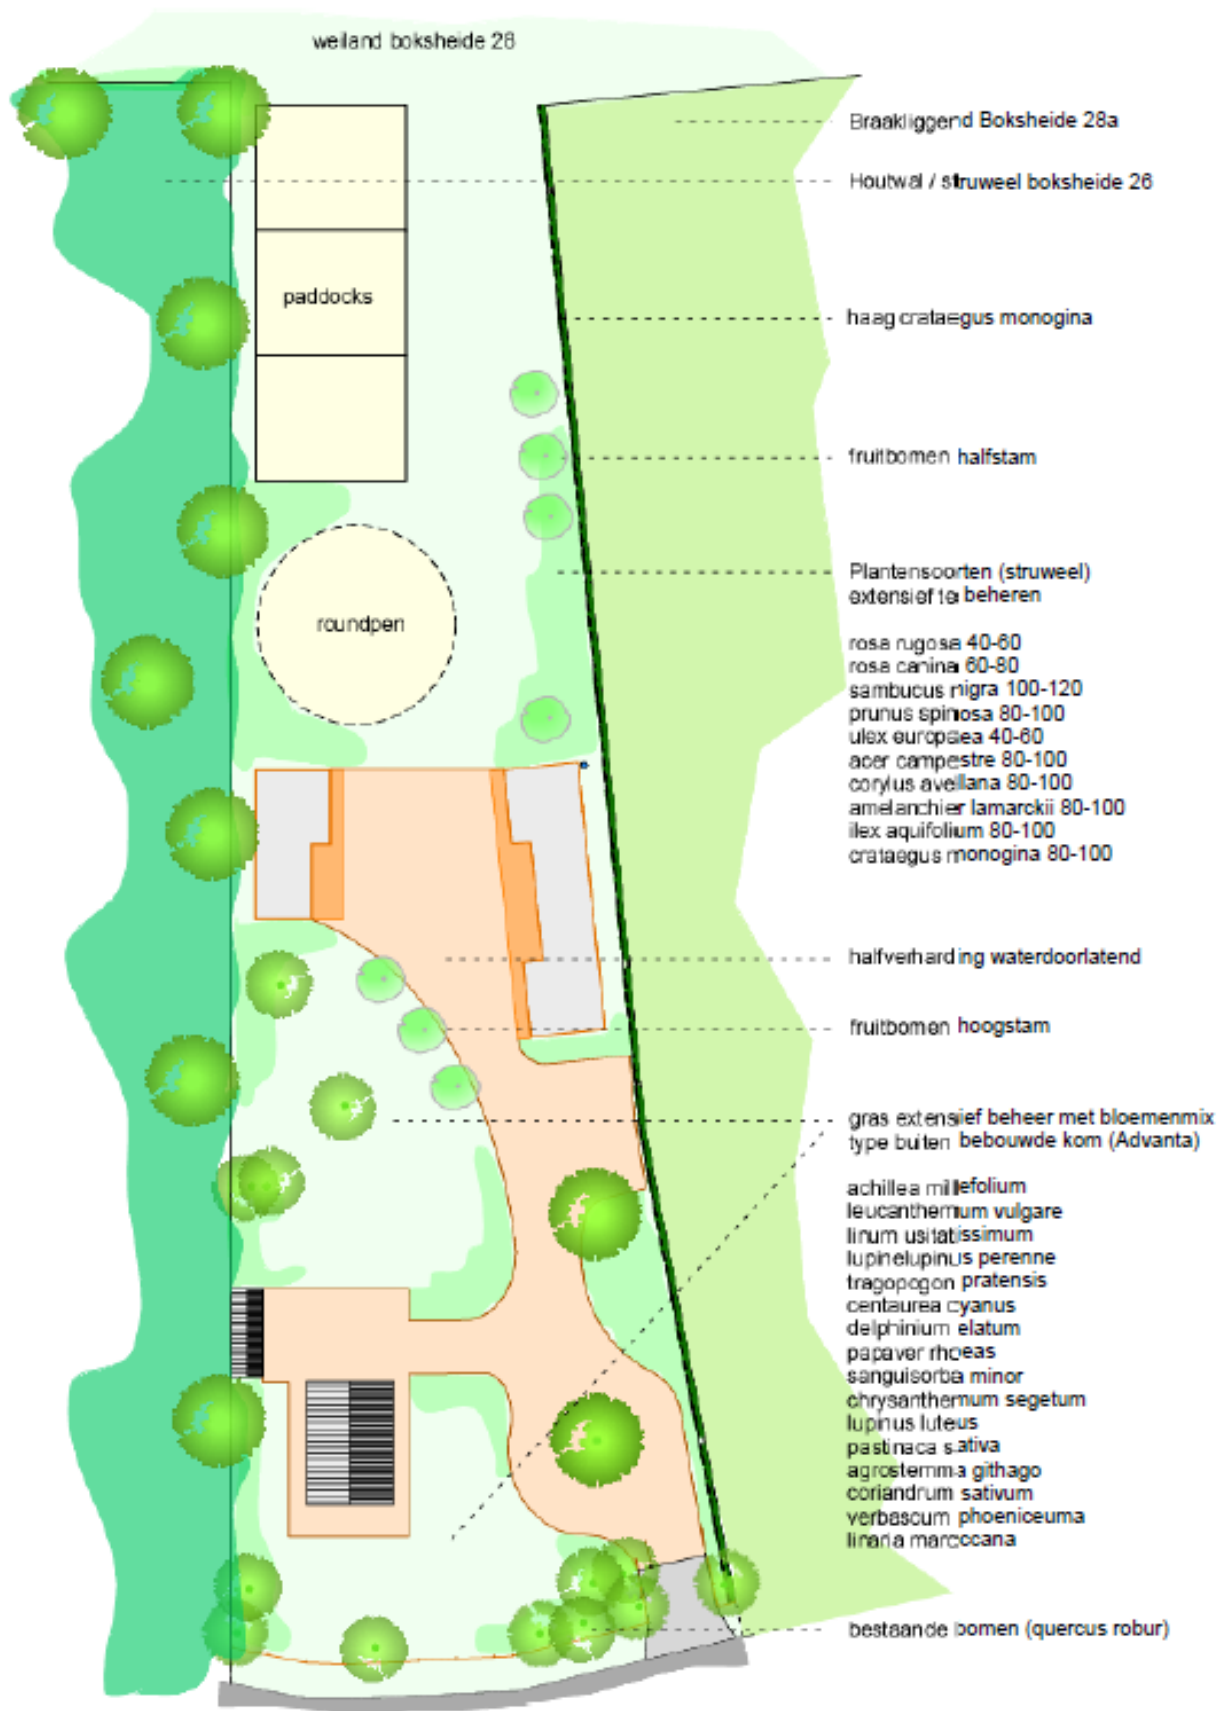 weiland boksheide 28
Braakliggend Boksheide 28a
Houtwal / struweel boksheide 26
paddocks
haag crataegus monogina
fruitbomen halfstam
Plantensoorten (struweel)
extensief te beheren
roundpen
rosa rugosa 40-60
rosa canina 60-80
sambucus nigra 100-120
prunus spinosa 80-100
ulex europaea 40-60
acer campestre 80-100
corylus avellana 80-100
amelanchier lamarckii 80-100
ilex aquifolium 80-100
crataegus monogina 80-100
halfverharding waterdoorlatend
fruitbomen hoogstam
gras extensief beheer met bloemenmix
type buiten bebouwde kom (Advanta)
achillea millefolium
leucanthemum vulgare
linum usitatissimum
lupinelupinus perenne
tragopogon pratensis
centaurea cyanus
delphinium elatum
papaver rhoeas
sanguisorba minor
chrysanthemum segetum
lupinus luteus
pastinaca sativa
agrostemma githago
coriandrum sativum
verbascum phoeniceuma
linaria maroccana
bestaande bomen (quercus robur)